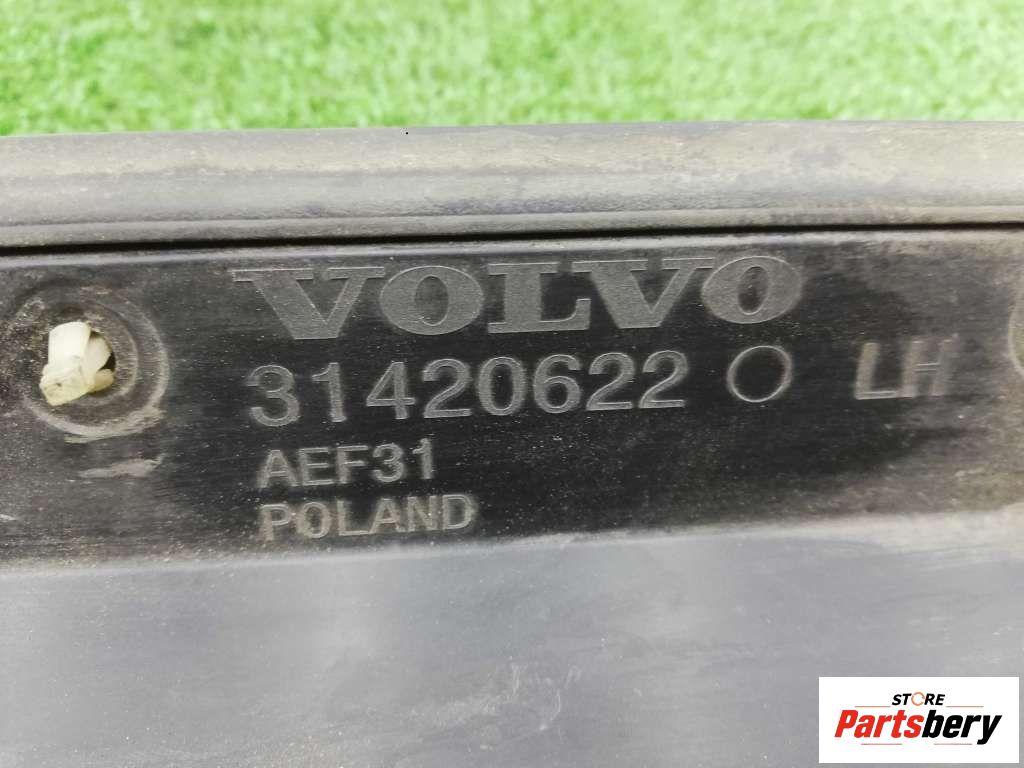 VOLVO
31420622 LH
AEF31
POLAND
STORE
Partsbery